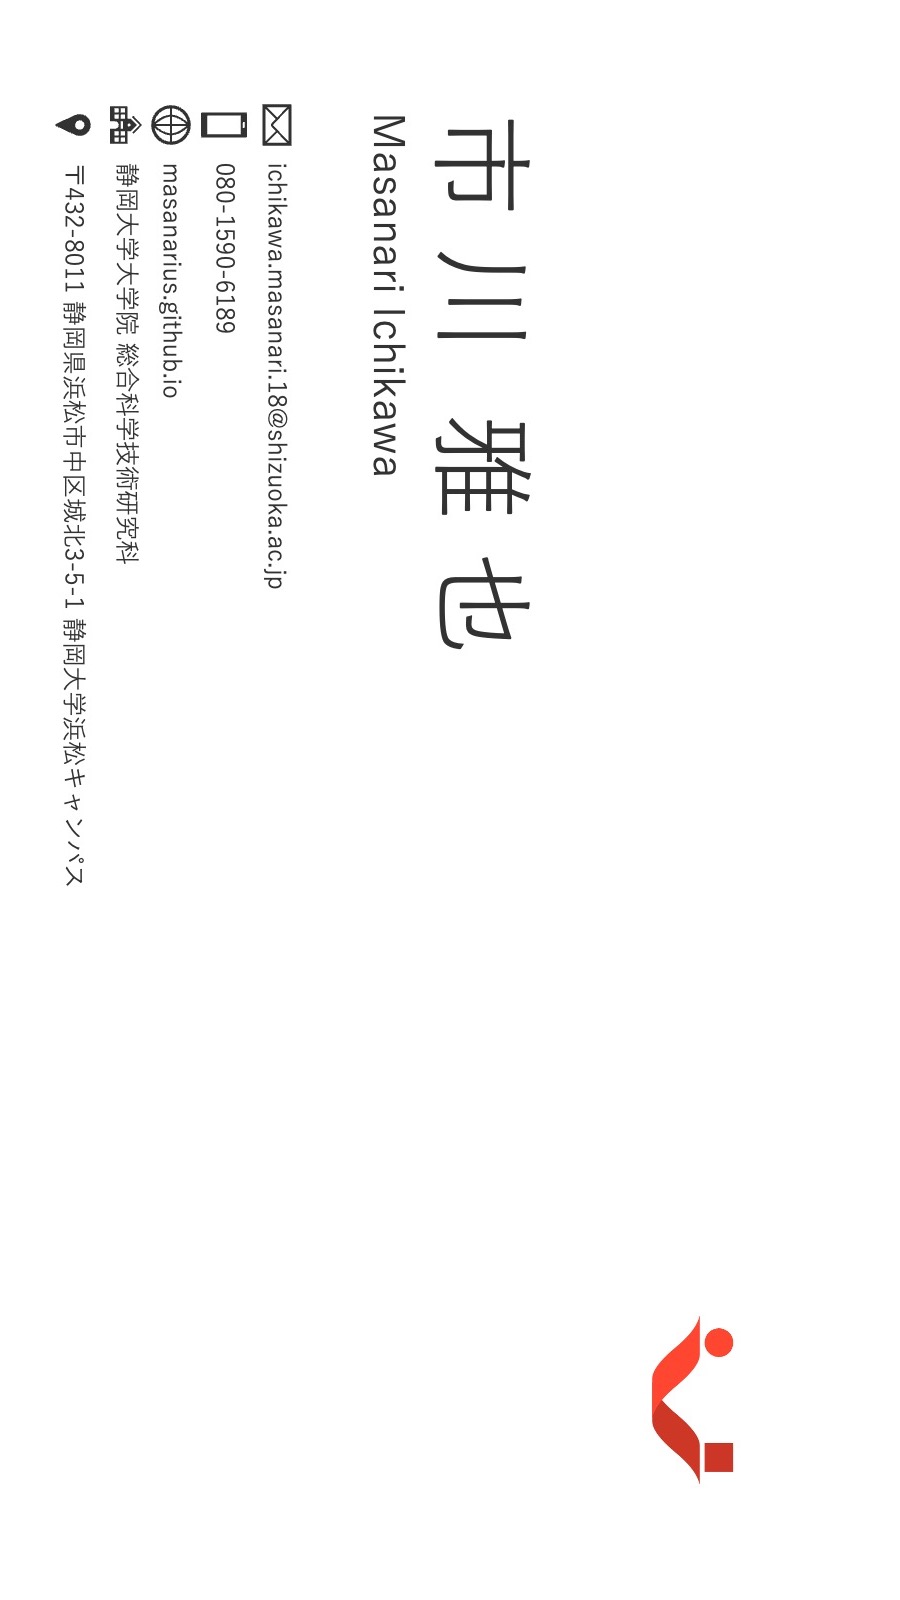 市川 雅也
Masanari Ichikawa
ichikawa.masanari.18@shizuoka.ac.jp
080-1590-6189
masanarius.github.io
静岡大学大学院 総合科学技術研究科
〒432-8011 静岡県浜松市中区城北3-5-1 静岡大学浜松キャンパス